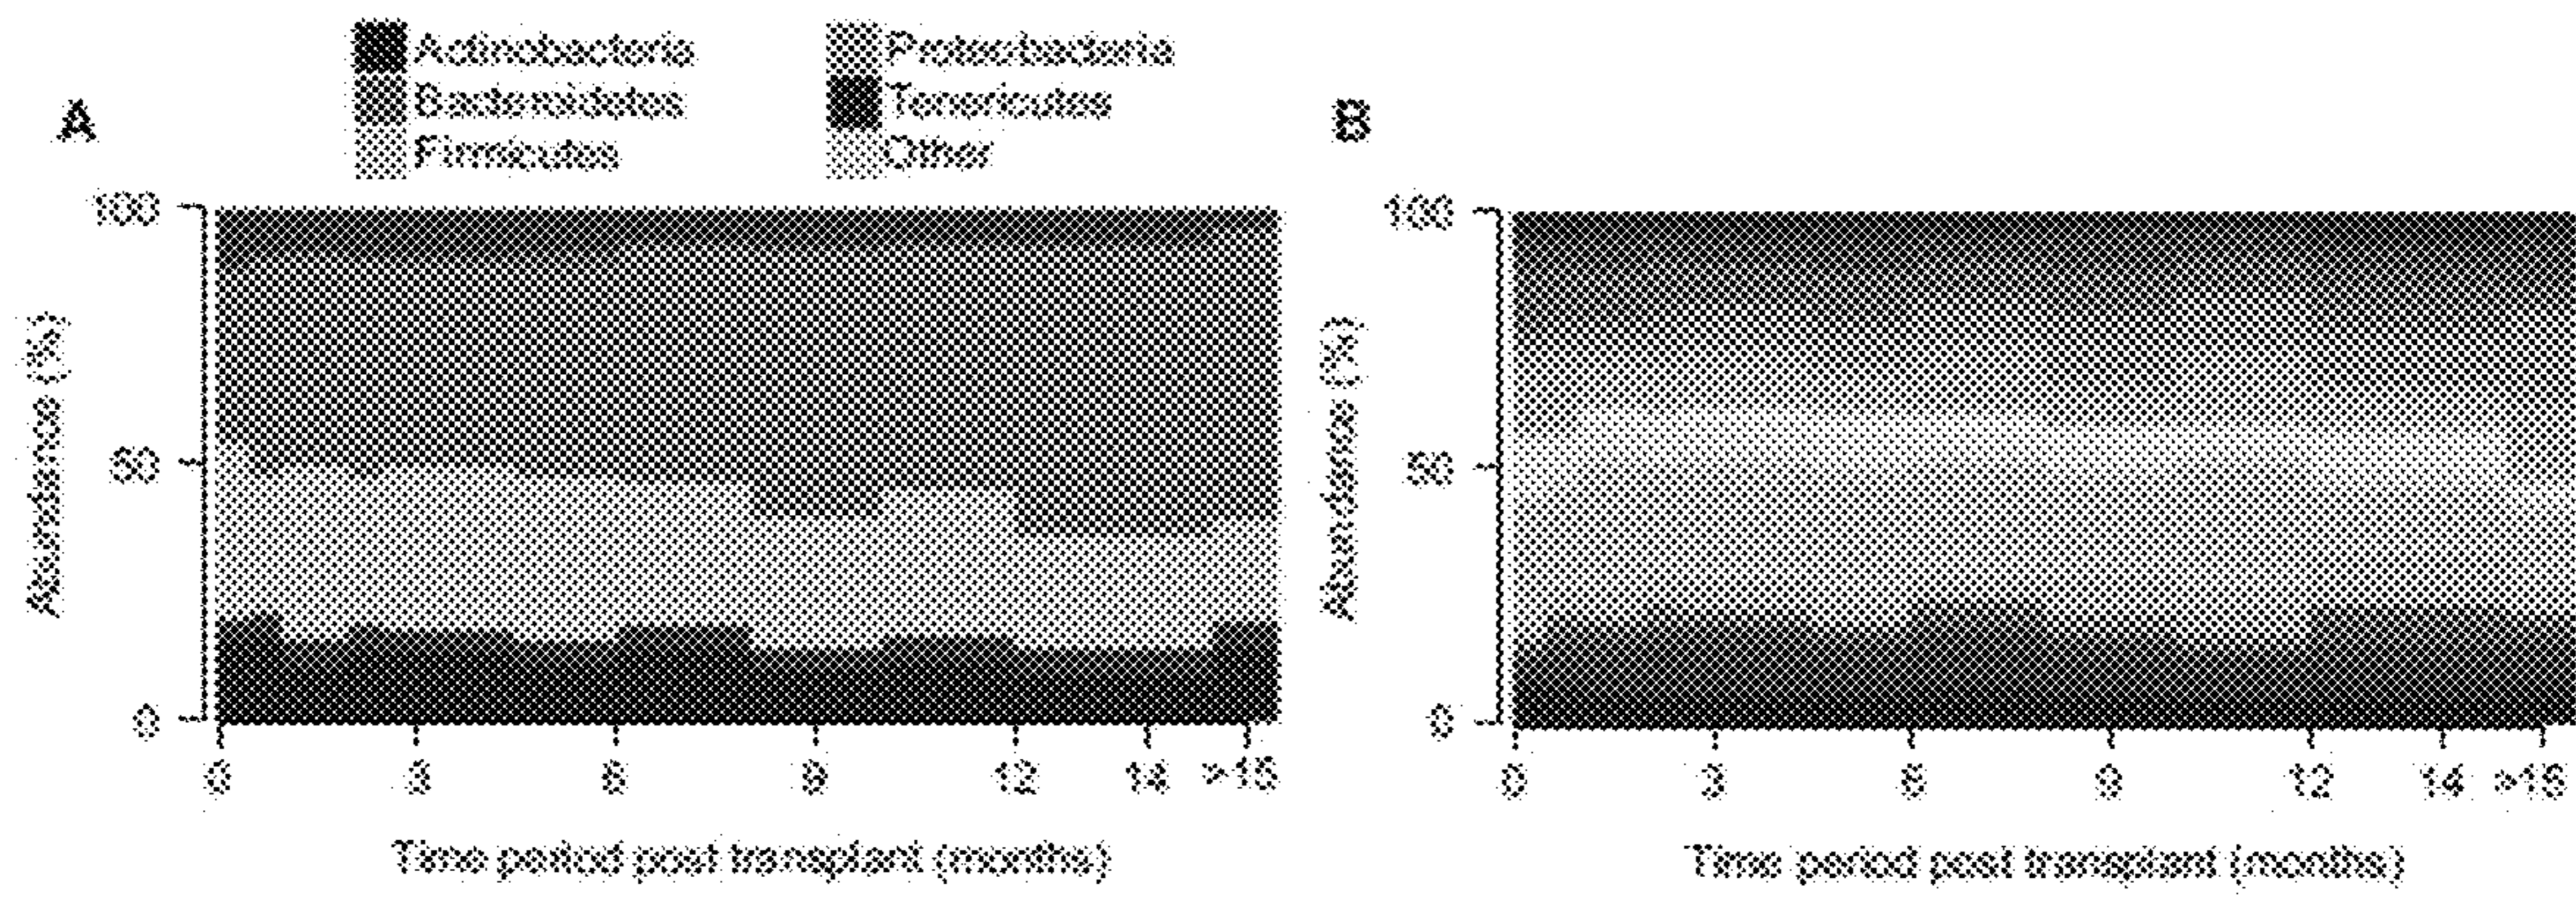 Actinobacteria
Bacteroidetes
Firmicutes
Proteobacteria
Tenericutes
Other
A
100
50
0
Abundance (%)
0 3 6 9 12 14 >15
Time period post transplant (months)
B
100
50
0
Abundance (%)
0 3 6 9 12 14 >15
Time period post transplant (months)